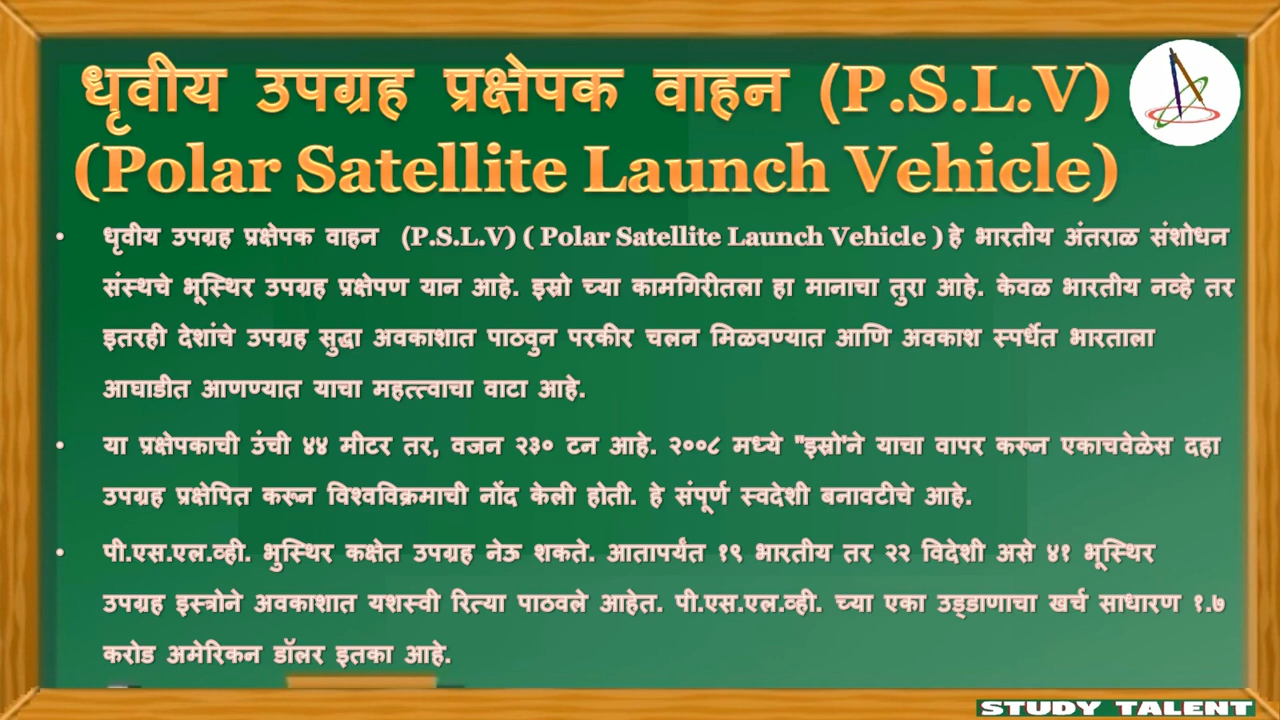 धृवीय उपग्रह प्रक्षेपक वाहन (P.S.L.V)
(Polar Satellite Launch Vehicle)
• धृवीय उपग्रह प्रक्षेपक वाहन (P.S.L.V) ( Polar Satellite Launch Vehicle ) हे भारतीय अंतराळ संशोधन
संस्थचे भूस्थिर उपग्रह प्रक्षेपण यान आहे. इस्रो च्या कामगिरीतला हा मानाचा तुरा आहे. केवळ भारतीय नव्हे तर
इतरही देशांचे उपग्रह सुद्धा अवकाशात पाठवुन परकीर चलन मिळवण्यात आणि अवकाश स्पर्धेत भारताला
आघाडीत आणण्यात याचा महत्त्वाचा वाटा आहे.
• या प्रक्षेपकाची उंची ४४ मीटर तर, वजन २३० टन आहे. २००८ मध्ये "इस्रो'ने याचा वापर करून एकाचवेळेस दहा
उपग्रह प्रक्षेपित करून विश्वविक्रमाची नोंद केली होती. हे संपूर्ण स्वदेशी बनावटीचे आहे.
• पी.एस.एल.व्ही. भुस्थिर कक्षेत उपग्रह नेऊ शकते. आतापर्यंत १९ भारतीय तर २२ विदेशी असे ४१ भूस्थिर
उपग्रह इस्त्रोने अवकाशात यशस्वी रित्या पाठवले आहेत. पी.एस.एल.व्ही. च्या एका उड्डाणाचा खर्च साधारण १.७
करोड अमेरिकन डॉलर इतका आहे.
STUDY TALENT